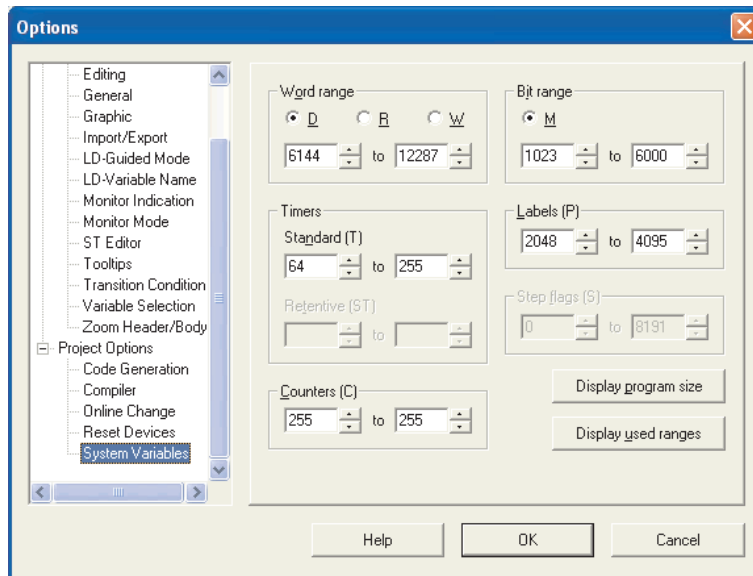 Options
Editing
General
Graphic
Import/Export
LD-Guided Mode
LD-Variable Name
Monitor Indication
Monitor Mode
ST Editor
Tooltips
Transition Condition
Variable Selection
Zoom Header/Body
Project Options
Code Generation
Compiler
Online Change
Reset Devices
System Variables
Word range
D R W
6144 to 12287
Bit range
M
1023 to 6000
Timers
Standard (T)
64 to 255
Retentive (ST)
to
Labels (P)
2048 to 4095
Step flags (S)
0 to 8191
Counters (C)
255 to 255
Display program size
Display used ranges
Help OK Cancel